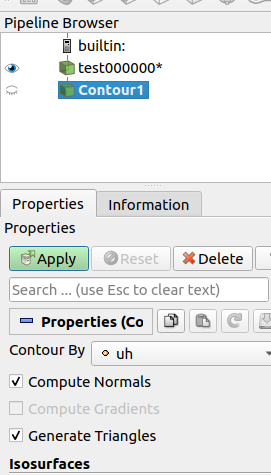 Pipeline Browser
builtin:
test000000*
Contour1
Properties Information
Properties
Apply Reset Delete
Search ... (use Esc to clear text)
Properties (Co
Contour By uh
Compute Normals
Compute Gradients
Generate Triangles
Isosurfaces